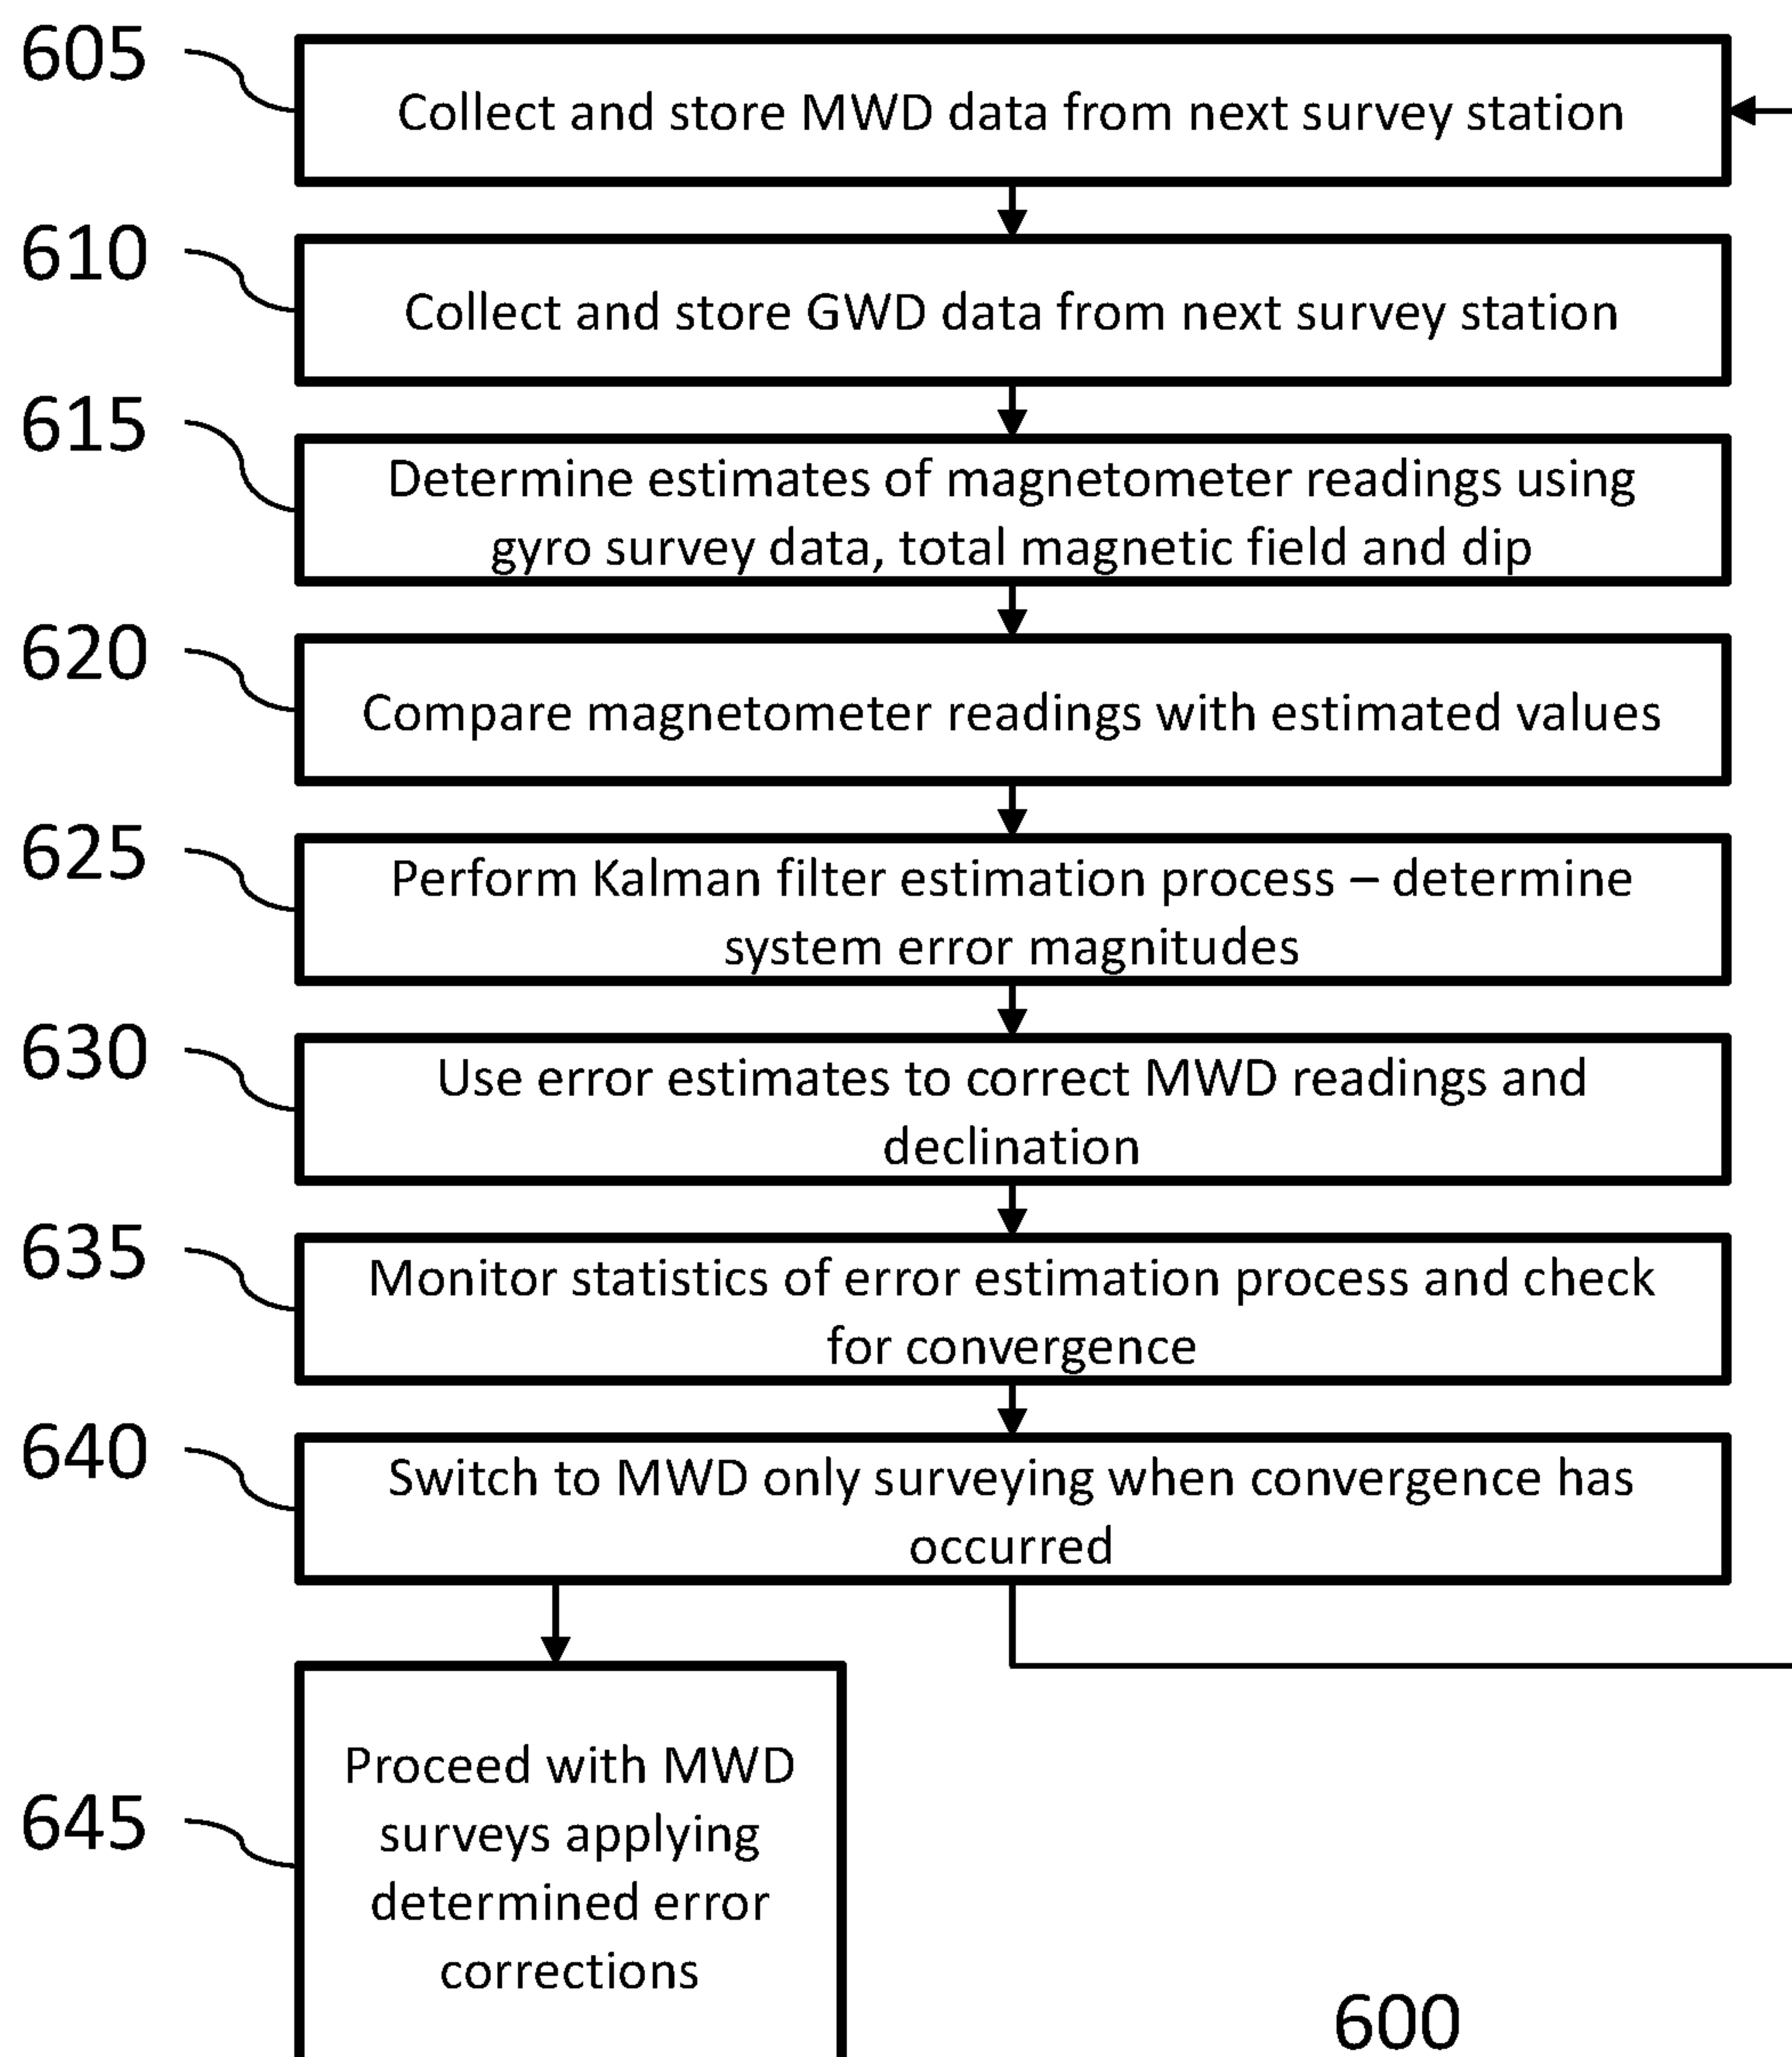 605
Collect and store MWD data from next survey station
610
Collect and store GWD data from next survey station
615
Determine estimates of magnetometer readings using
gyro survey data, total magnetic field and dip
620
Compare magnetometer readings with estimated values
625
Perform Kalman filter estimation process – determine
system error magnitudes
630
Use error estimates to correct MWD readings and
declination
635
Monitor statistics of error estimation process and check
for convergence
640
Switch to MWD only surveying when convergence has
occurred
645
Proceed with MWD
surveys applying
determined error
corrections
600